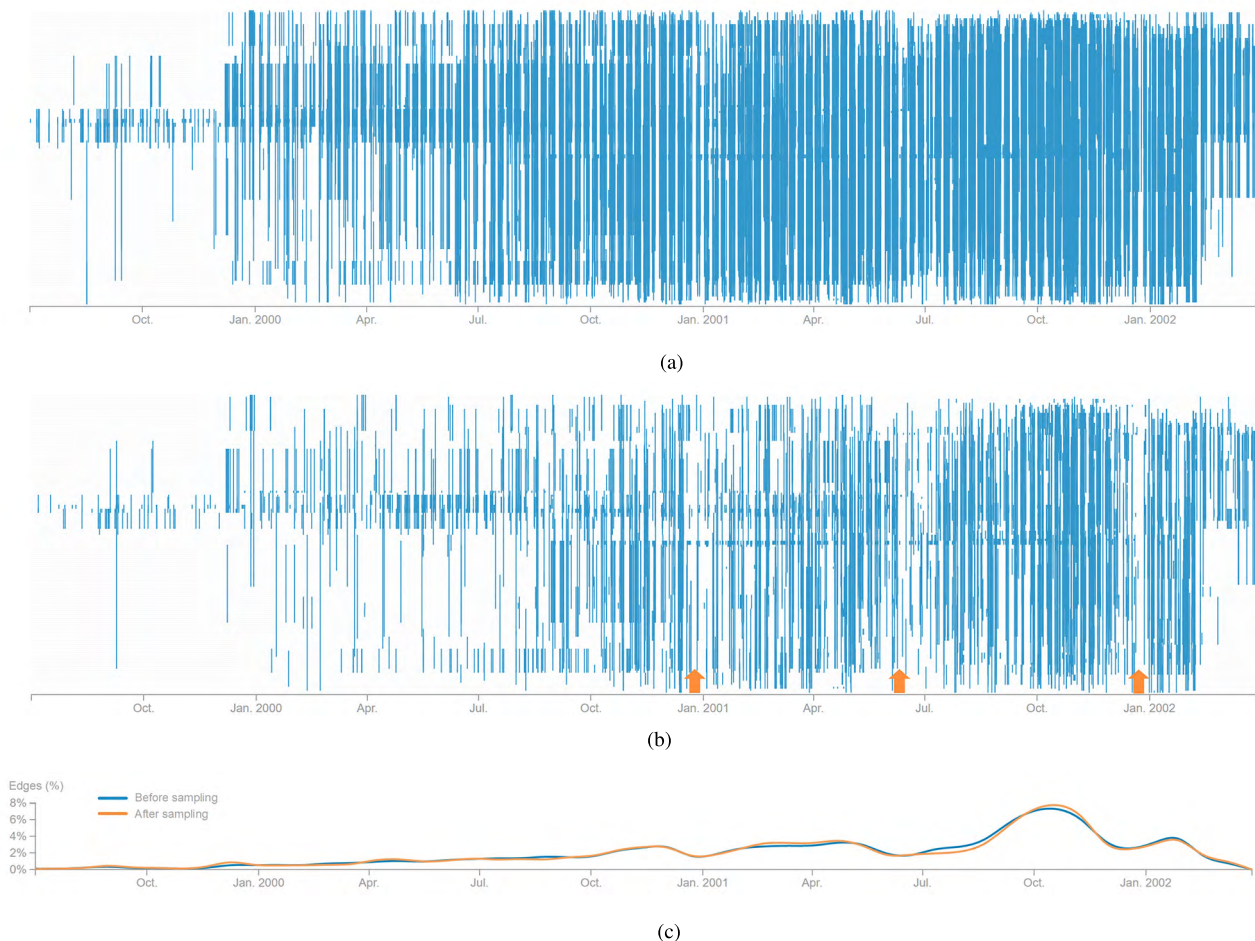 Oct. Jan. 2000 Apr. Jul. Oct. Jan. 2001 Apr. Jul. Oct. Jan. 2002
(a)
Oct. Jan. 2000 Apr. Jul. Oct. Jan. 2001 Apr. Jul. Oct. Jan. 2002
(b)
Edges (%)
8%
6%
4%
2%
0%
Before sampling
After sampling
Oct. Jan. 2000 Apr. Jul. Oct. Jan. 2001 Apr. Jul. Oct. Jan. 2002
(c)